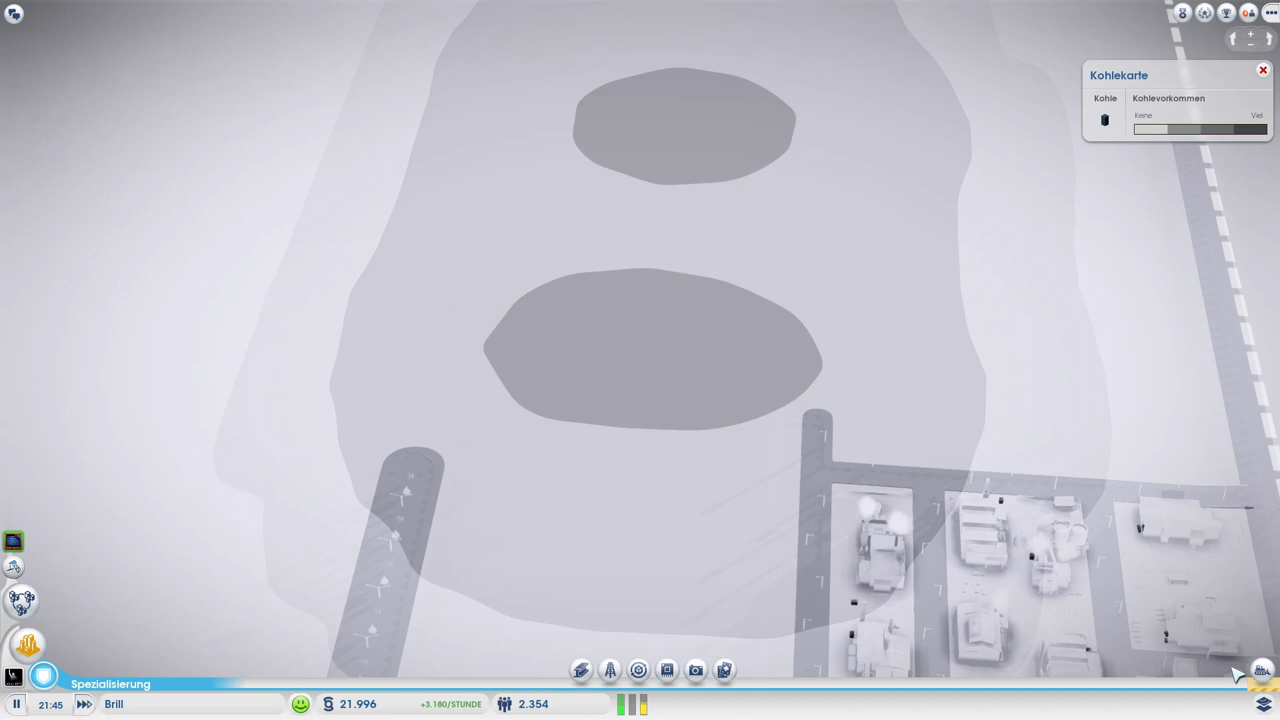 Kohlekarte
Kohle
Kohlevorkommen
Keine
Viel
Spezialisierung
21:45
Brill
21.996
+3.180/STUNDE
2.354